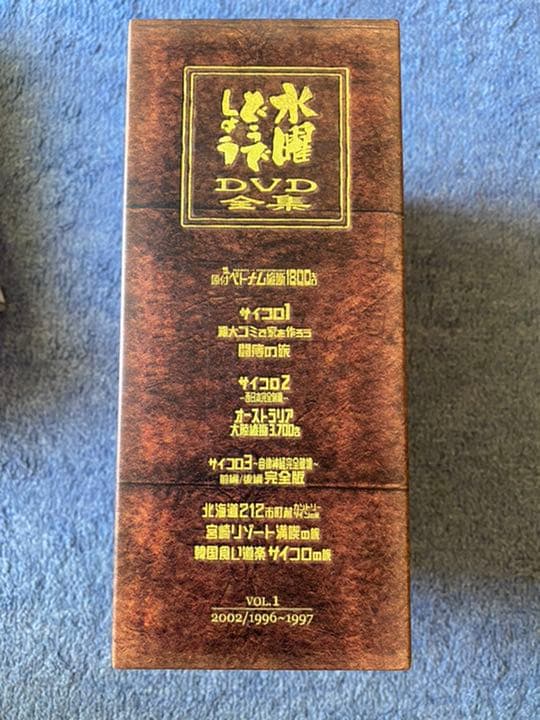 水曜
どうで
しょう
DVD
全集
原付ベトナム縦断1800キロ
サイコロ1
粗大ゴミで家を作ろう
闘痔の旅
サイコロ2
~西日本完全制覇~
オーストラリア
大陸縦断3,700キロ
サイコロ3~自律神経完全破壊~
前編/後編 完全版
北海道212市町村カントリーサインの旅
宮崎リゾート満喫の旅
韓国食い道楽サイコロの旅
VOL.1
2002/1996~1997